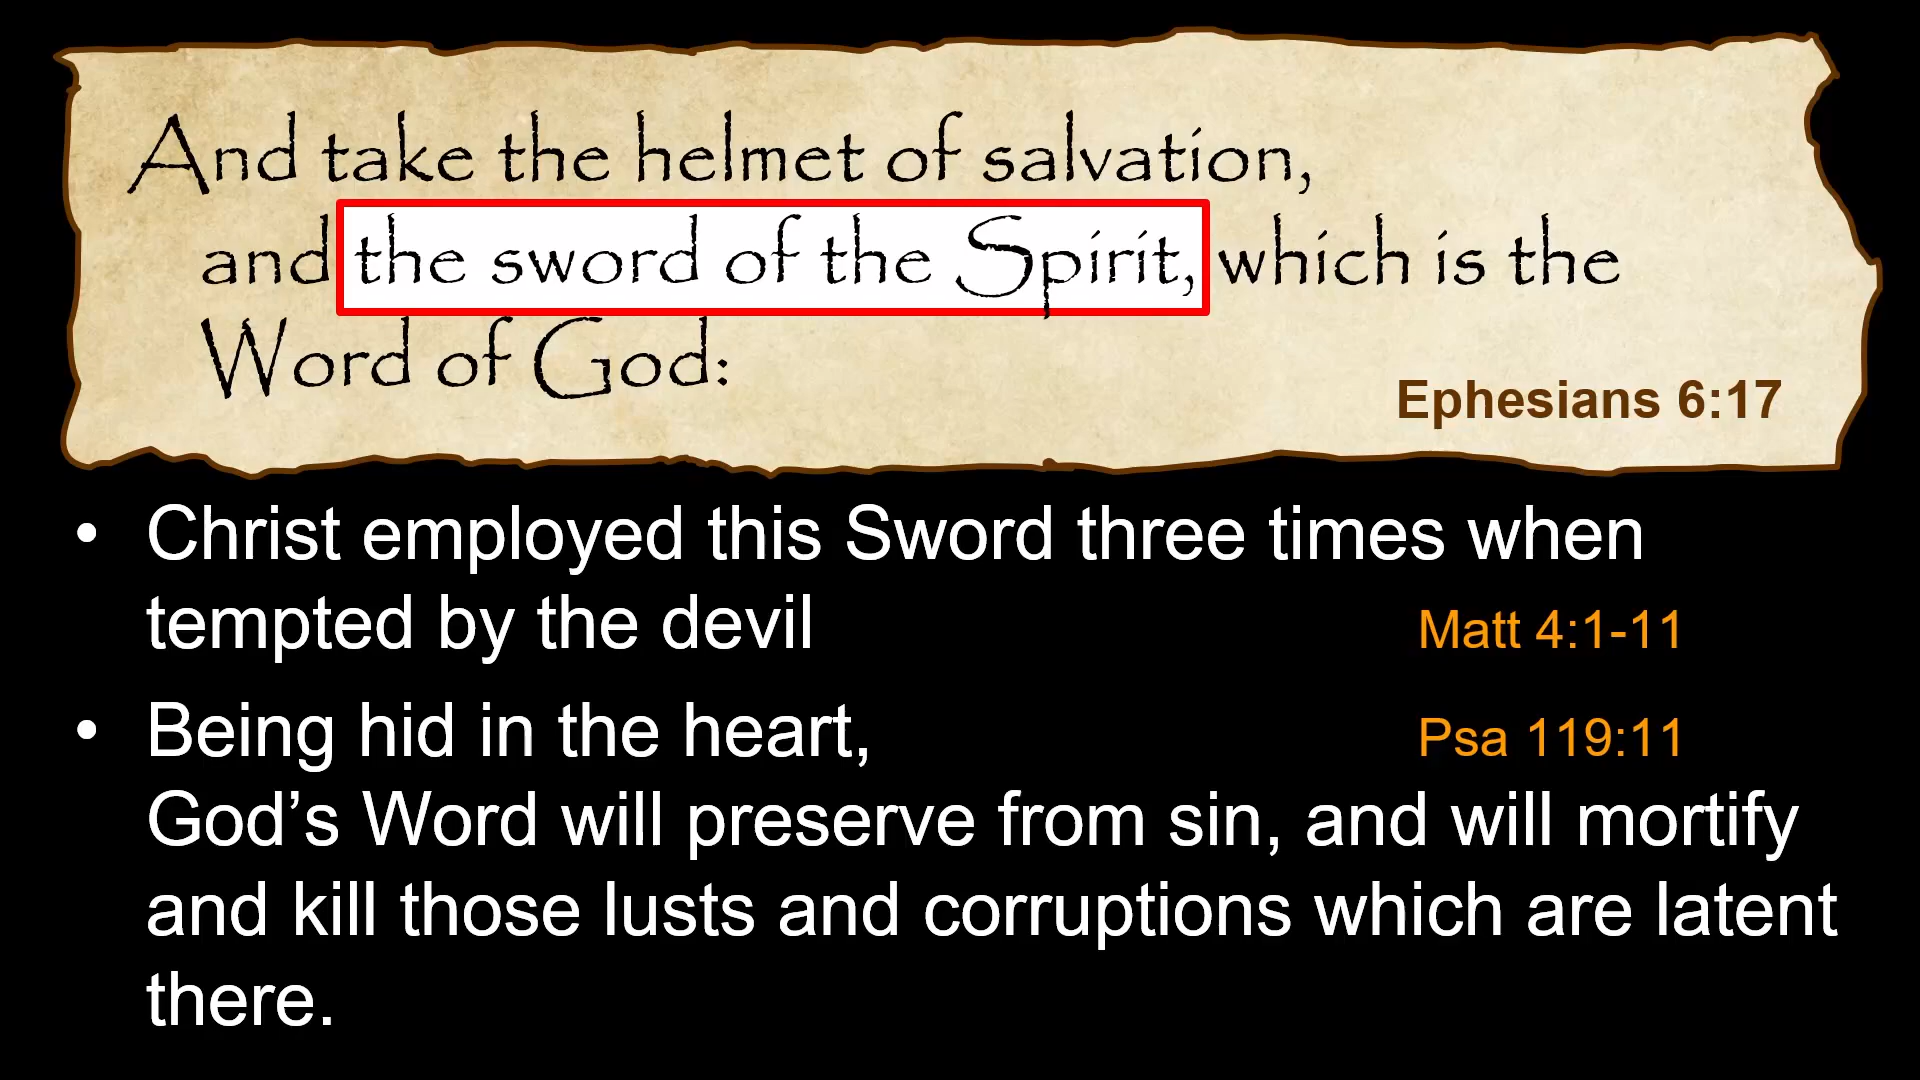 And take the helmet of salvation,
and the sword of the Spirit, which is the
Word of God:
Ephesians 6:17
• Christ employed this Sword three times when
tempted by the devil Matt 4:1-11
• Being hid in the heart, Psa 119:11
God’s Word will preserve from sin, and will mortify
and kill those lusts and corruptions which are latent
there.